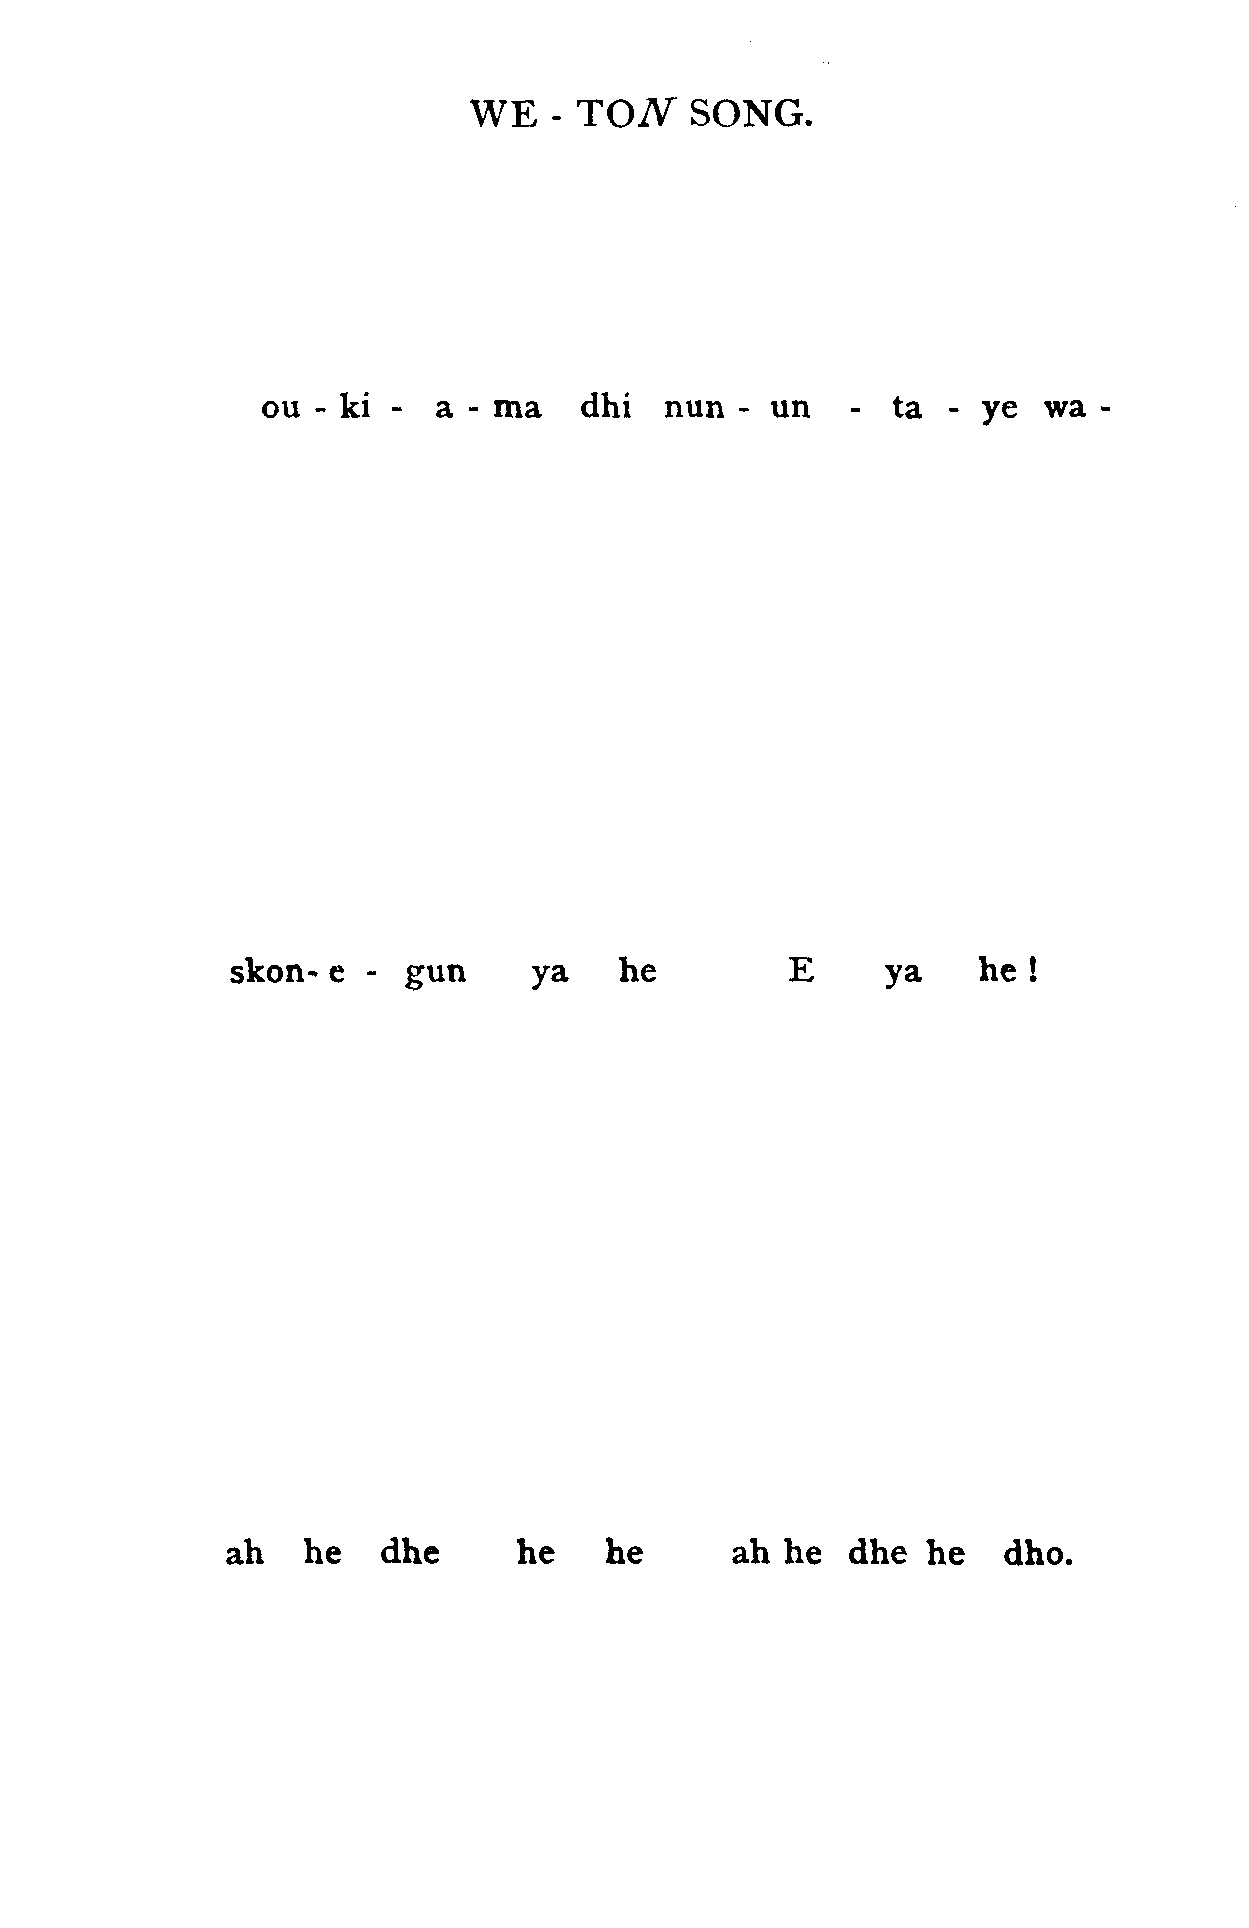 WE - TON SONG.
ou - ki - a - ma dhi nun - un - ta - ye wa -
skon- e - gun ya he E ya he !
ah he dhe he he ah he dhe he dho.